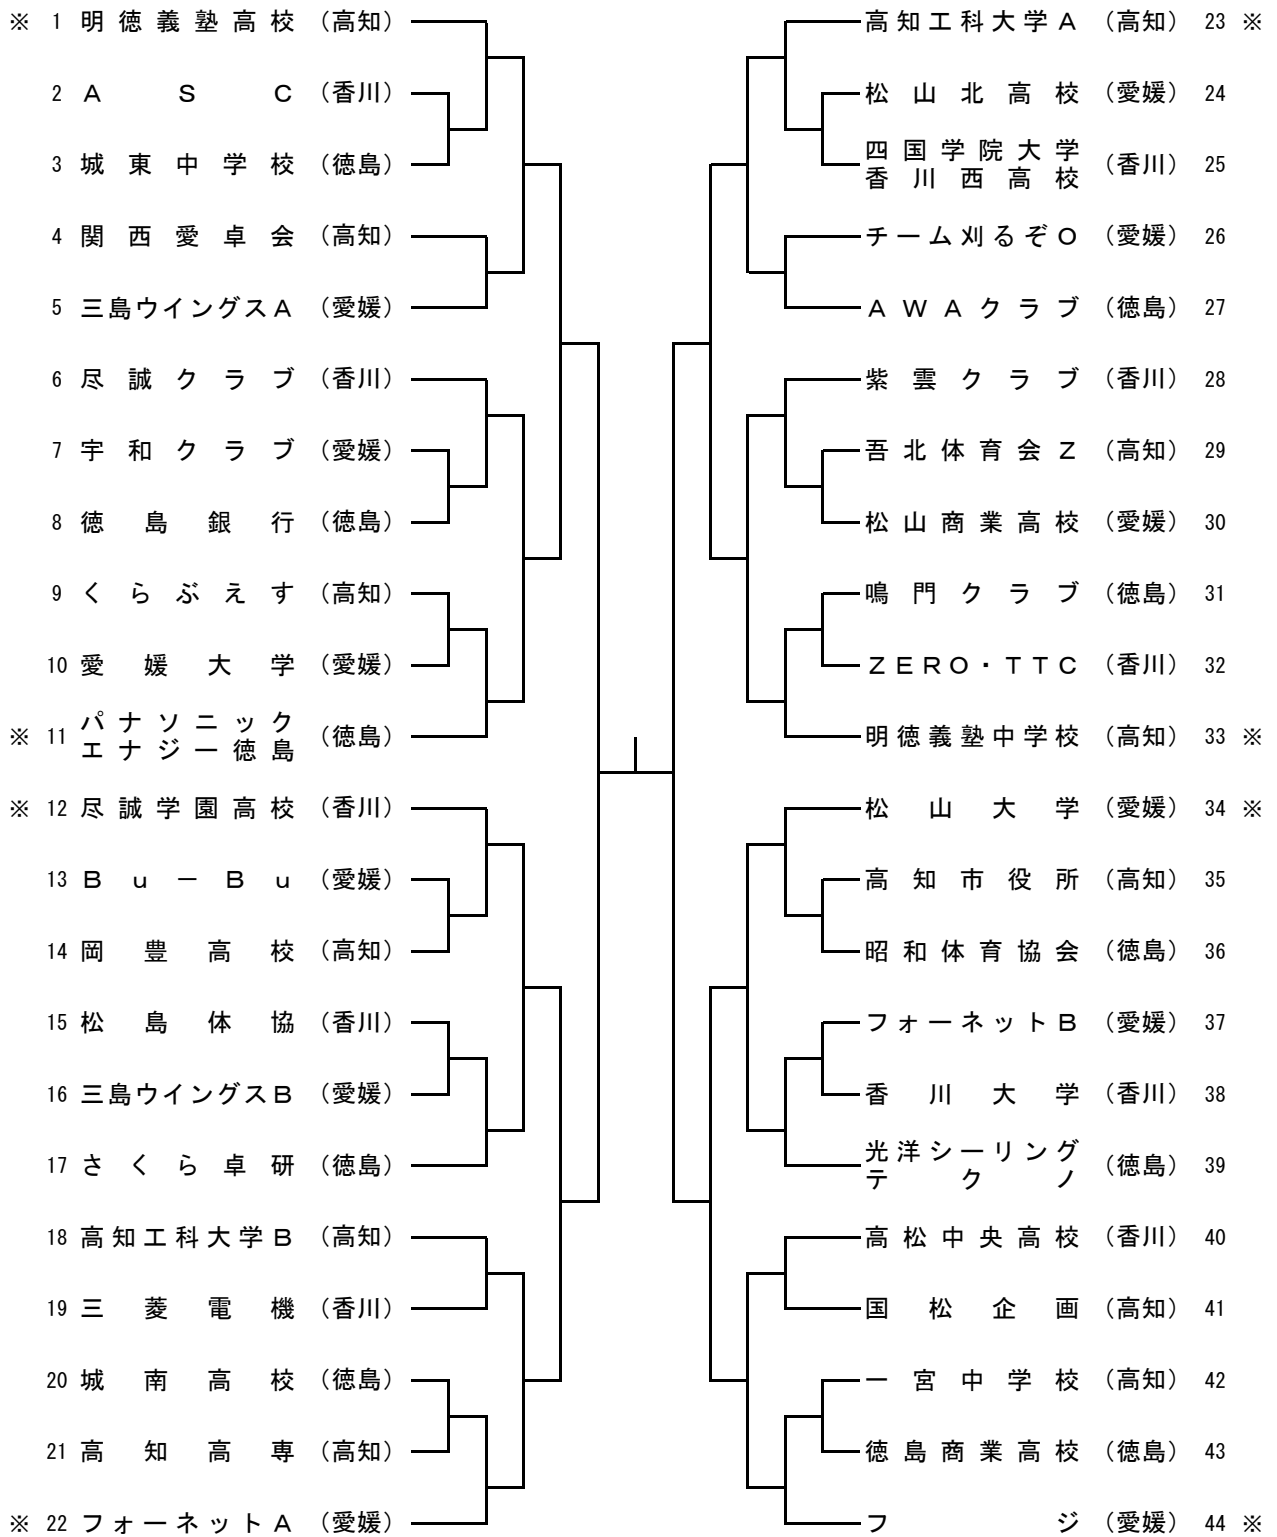 ※ 1 明徳義塾高校 (高知)
2 ASC (香川)
3 城東中学校 (徳島)
4 関西愛卓会 (高知)
5 三島ウイングスA (愛媛)
6 尽誠クラブ (香川)
7 宇和クラブ (愛媛)
8 徳島銀行 (徳島)
9 くらぶえす (高知)
10 愛媛大学 (愛媛)
※ 11 パナソニック
エナジー徳島 (徳島)
※ 12 尽誠学園高校 (香川)
13 Bu-Bu (愛媛)
14 岡豊高校 (高知)
15 松島体協 (香川)
16 三島ウイングスB (愛媛)
17 さくら卓研 (徳島)
18 高知工科大学B (高知)
19 三菱電機 (香川)
20 城南高校 (徳島)
21 高知高専 (高知)
※ 22 フォーネットA (愛媛)
高知工科大学A (高知) 23 ※
松山北高校 (愛媛) 24
四国学院大学
香川西高校 (香川) 25
チーム刈るぞO (愛媛) 26
AWAクラブ (徳島) 27
紫雲クラブ (香川) 28
吾北体育会Z (高知) 29
松山商業高校 (愛媛) 30
鳴門クラブ (徳島) 31
ZERO・TTC (香川) 32
明徳義塾中学校 (高知) 33 ※
松山大学 (愛媛) 34 ※
高知市役所 (高知) 35
昭和体育協会 (徳島) 36
フォーネットB (愛媛) 37
香川大学 (香川) 38
光洋シーリング
テクノ (徳島) 39
高松中央高校 (香川) 40
国松企画 (高知) 41
一宮中学校 (高知) 42
徳島商業高校 (徳島) 43
フジ (愛媛) 44 ※